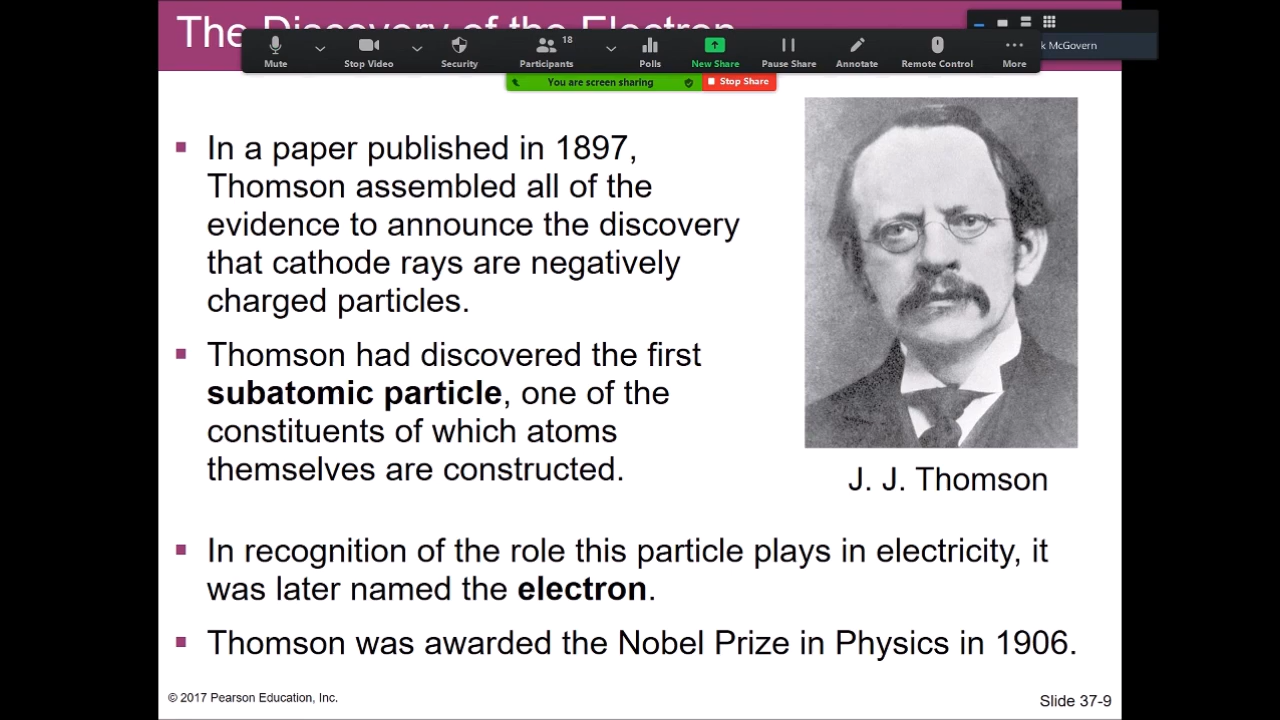 The Discovery of the Electron
k McGovern
Mute
Stop Video
Security
Participants
18
Polls
New Share
Pause Share
Annotate
Remote Control
More
You are screen sharing
Stop Share
In a paper published in 1897,
Thomson assembled all of the
evidence to announce the discovery
that cathode rays are negatively
charged particles.
Thomson had discovered the first
subatomic particle, one of the
constituents of which atoms
themselves are constructed.
J. J. Thomson
In recognition of the role this particle plays in electricity, it
was later named the electron.
Thomson was awarded the Nobel Prize in Physics in 1906.
© 2017 Pearson Education, Inc.
Slide 37-9